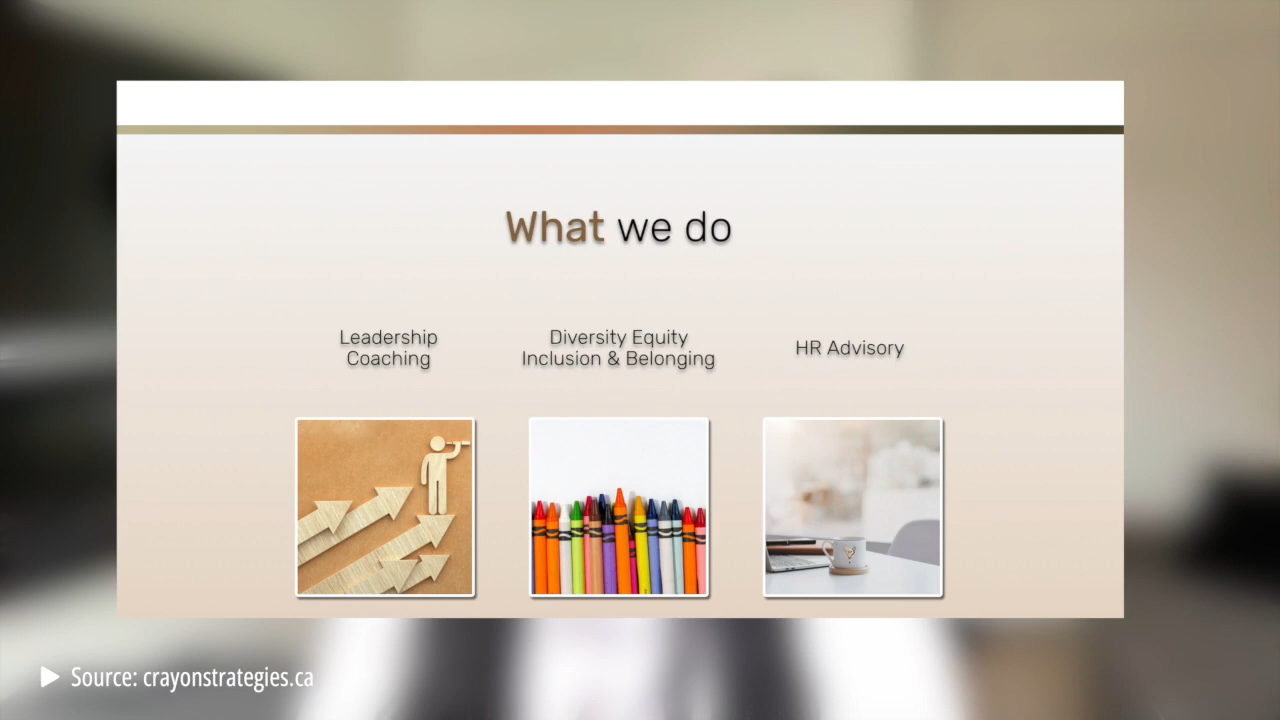 What we do
Leadership
Coaching
Diversity Equity
Inclusion & Belonging
HR Advisory
Source: crayonstrategies.ca